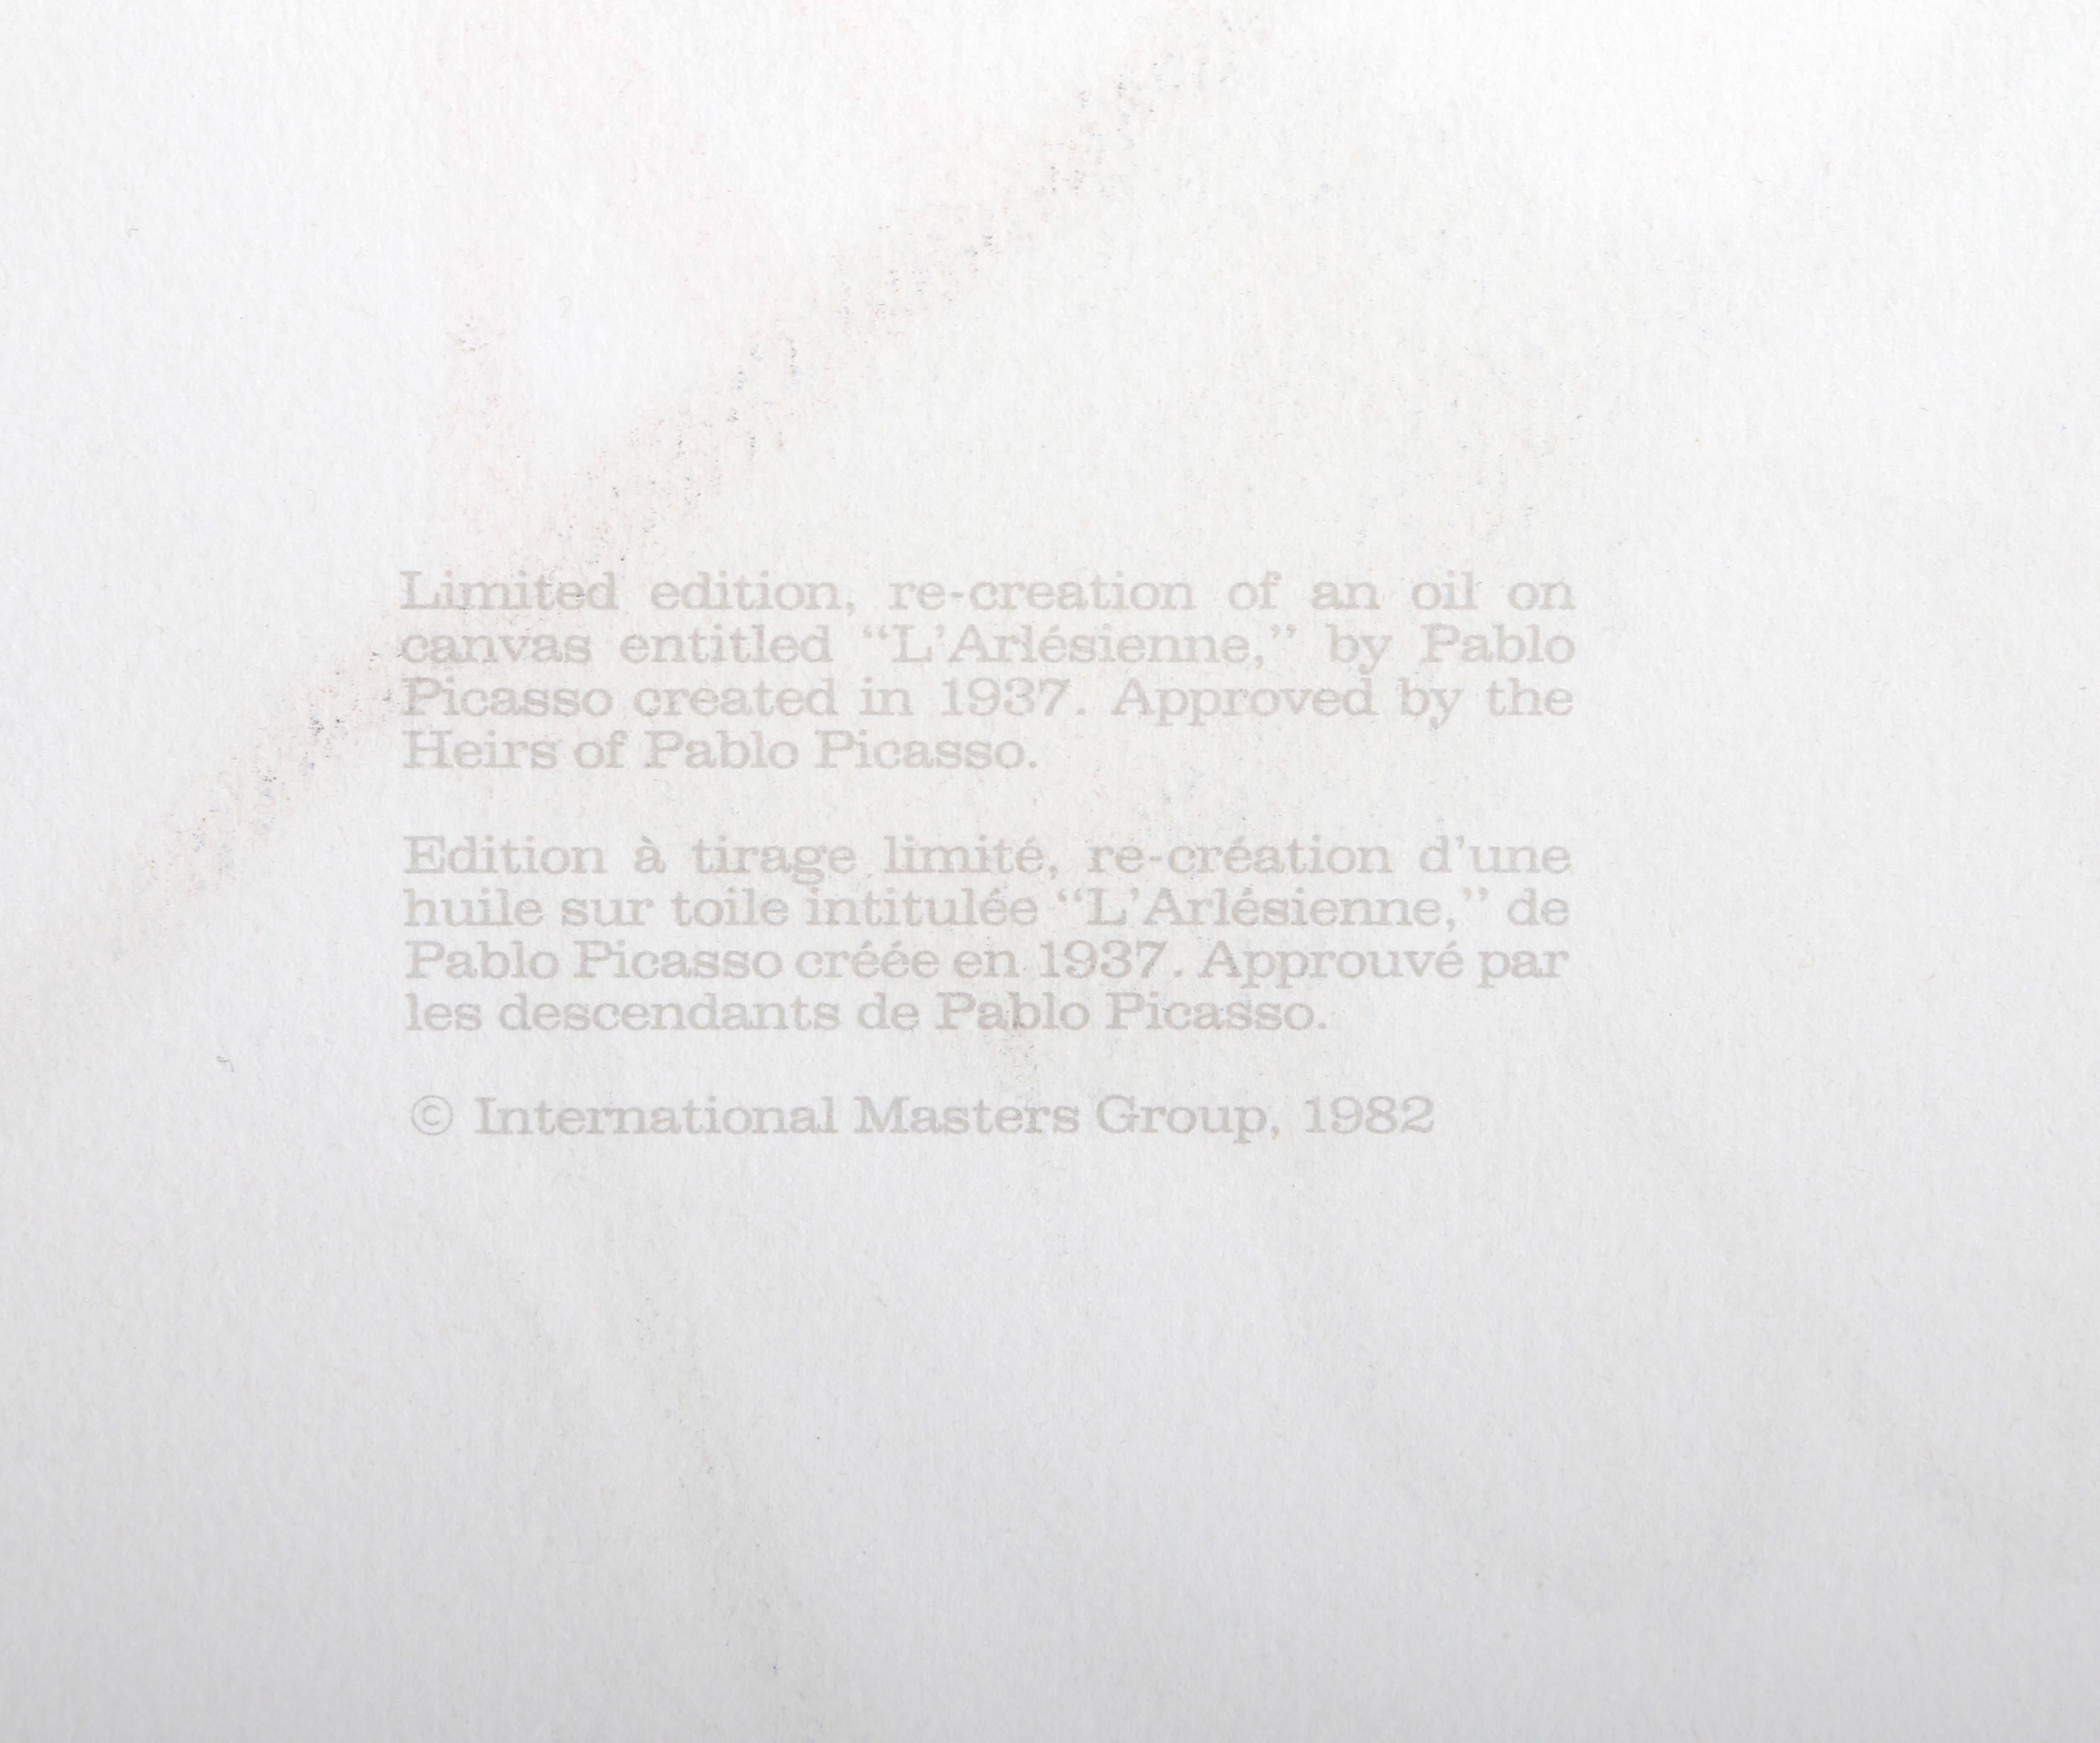 Limited edition, re-creation of an oil on
canvas entitled “L’Arlésienne,” by Pablo
Picasso created in 1937. Approved by the
Heirs of Pablo Picasso.
Edition à tirage limité, re-création d’une
huile sur toile intitulée “L’Arlésienne,” de
Pablo Picasso créée en 1937. Approuvé par
les descendants de Pablo Picasso.
© International Masters Group, 1982